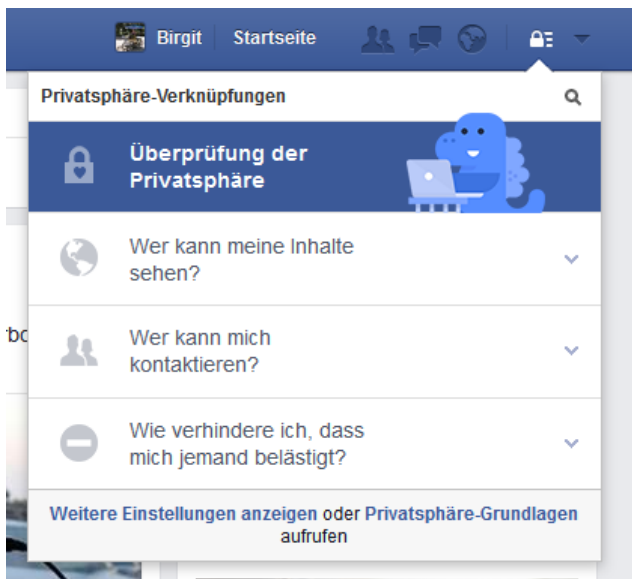 Birgit Startseite
Privatsphäre-Verknüpfungen
Überprüfung der
Privatsphäre
Wer kann meine Inhalte
sehen?
Wer kann mich
kontaktieren?
Wie verhindere ich, dass
mich jemand belästigt?
Weitere Einstellungen anzeigen oder Privatsphäre-Grundlagen
aufrufen